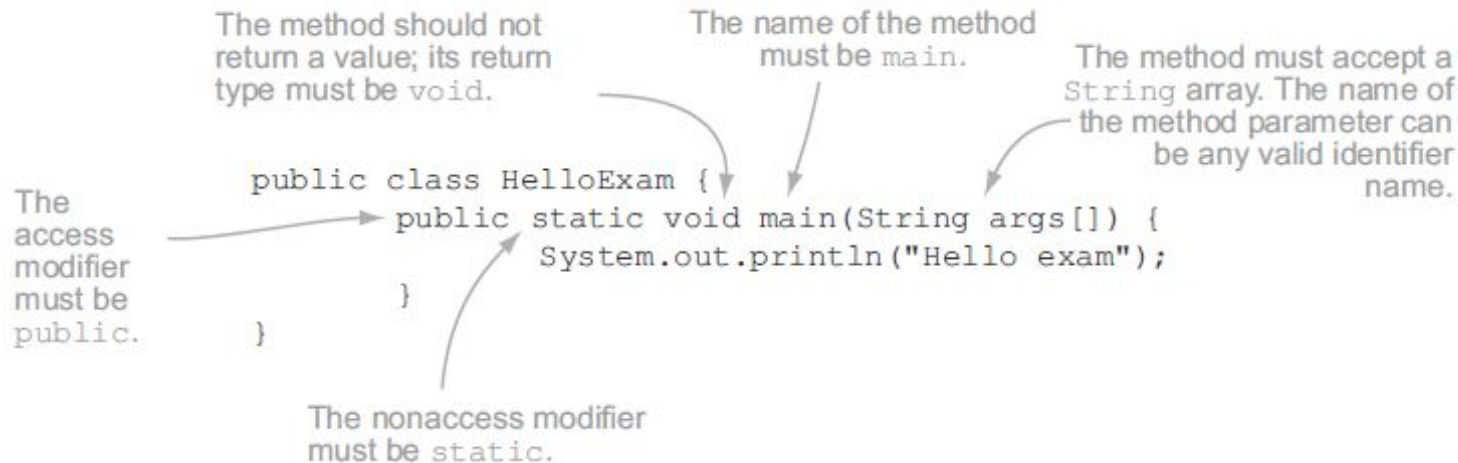 The method should not
return a value; its return
type must be void.
The name of the method
must be main.
The method must accept a
String array. The name of
the method parameter can
be any valid identifier
name.
The
access
modifier
must be
public.
public class HelloExam {
public static void main(String args[]) {
System.out.println("Hello exam");
}
}
The nonaccess modifier
must be static.